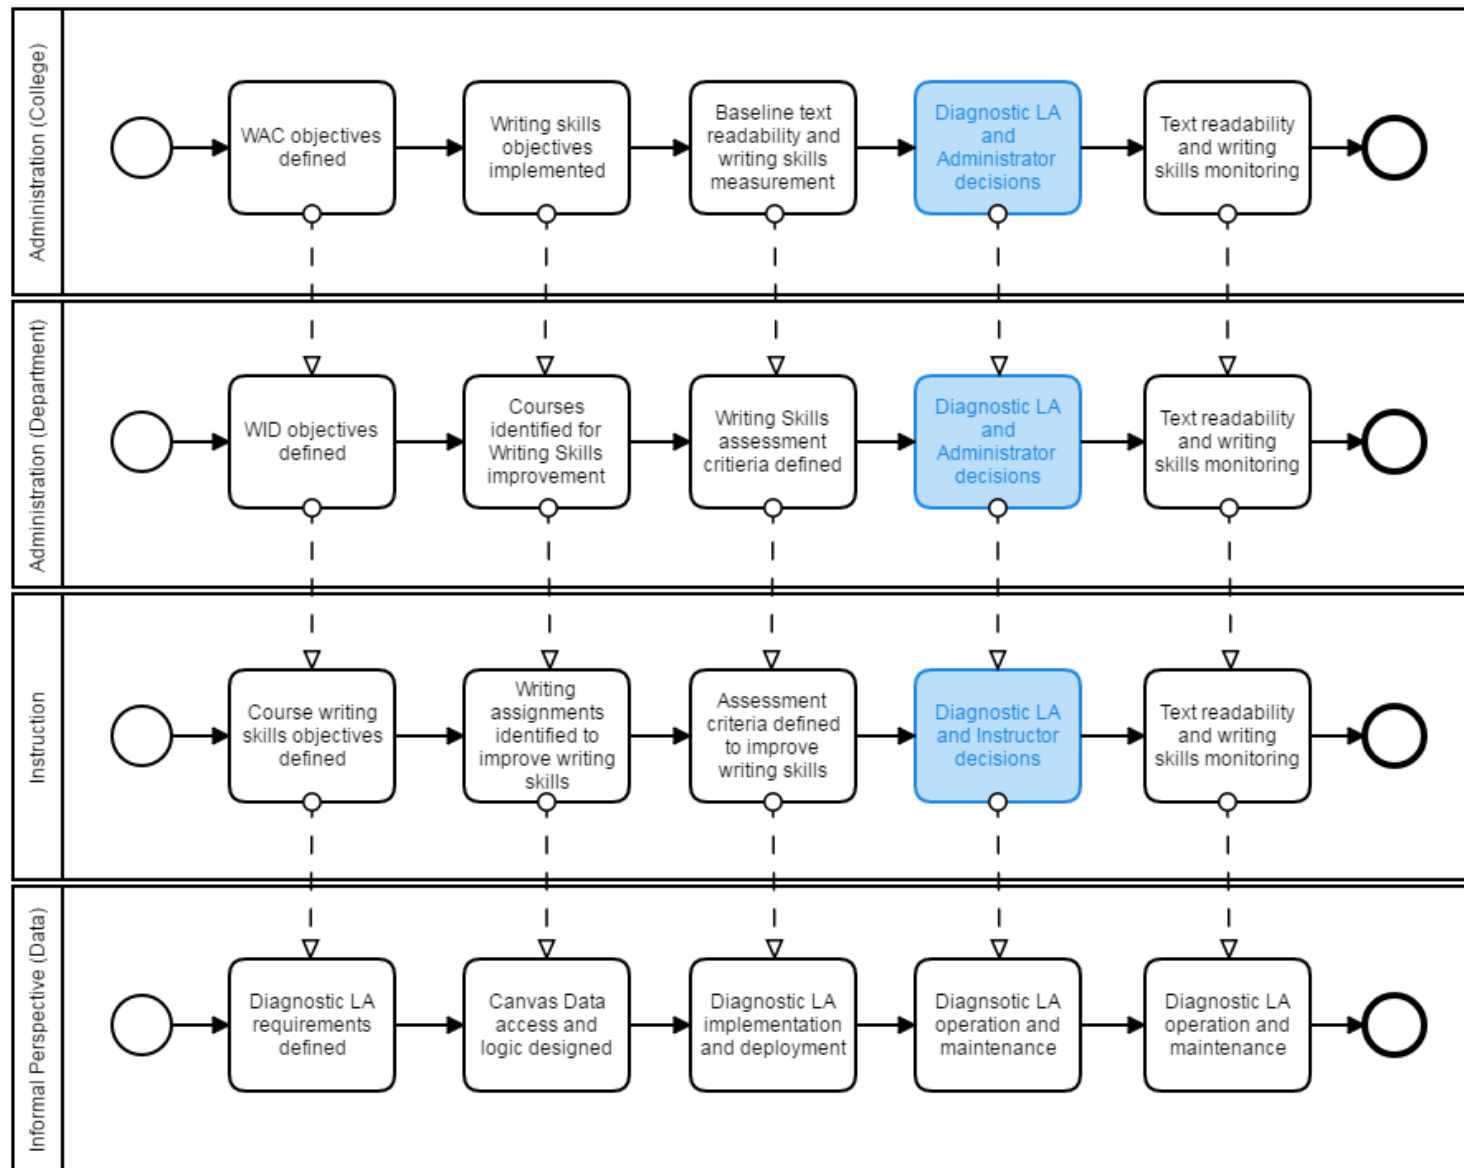 Administration (College)
WAC objectives
defined
Writing skills
objectives
implemented
Baseline text
readability and
writing skills
measurement
Diagnostic LA
and
Administrator
decisions
Text readability
and writing
skills monitoring
Administration (Department)
WID objectives
defined
Courses
identified for
Writing Skills
improvement
Writing Skills
assessment
critieria defined
Diagnostic LA
and
Administrator
decisions
Text readability
and writing
skills monitoring
Instruction
Course writing
skills objectives
defined
Writing
assignments
identified to
improve writing
skills
Assessment
criteria defined
to improve
writing skills
Diagnostic LA
and Instructor
decisions
Text readability
and writing
skills monitoring
Informal Perspective (Data)
Diagnostic LA
requirements
defined
Canvas Data
access and
logic designed
Diagnostic LA
implementation
and deployment
Diagnsotic LA
operation and
maintenance
Diagnostic LA
operation and
maintenance